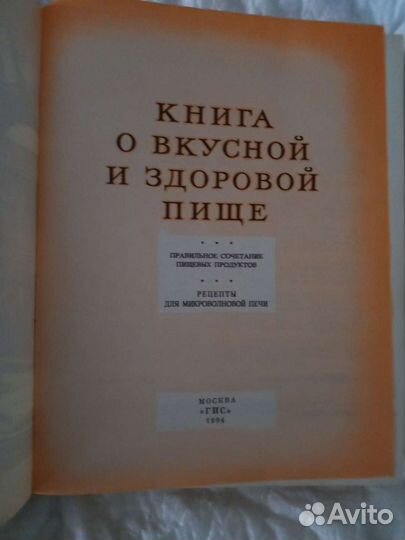 КНИГА
О ВКУСНОЙ
И ЗДОРОВОЙ
ПИЩЕ
* * *
ПРАВИЛЬНОЕ СОЧЕТАНИЕ
ПИЩЕВЫХ ПРОДУКТОВ
* * *
РЕЦЕПТЫ
ДЛЯ МИКРОВОЛНОВОЙ ПЕЧИ
МОСКВА
«ГИС»
1994
Avito